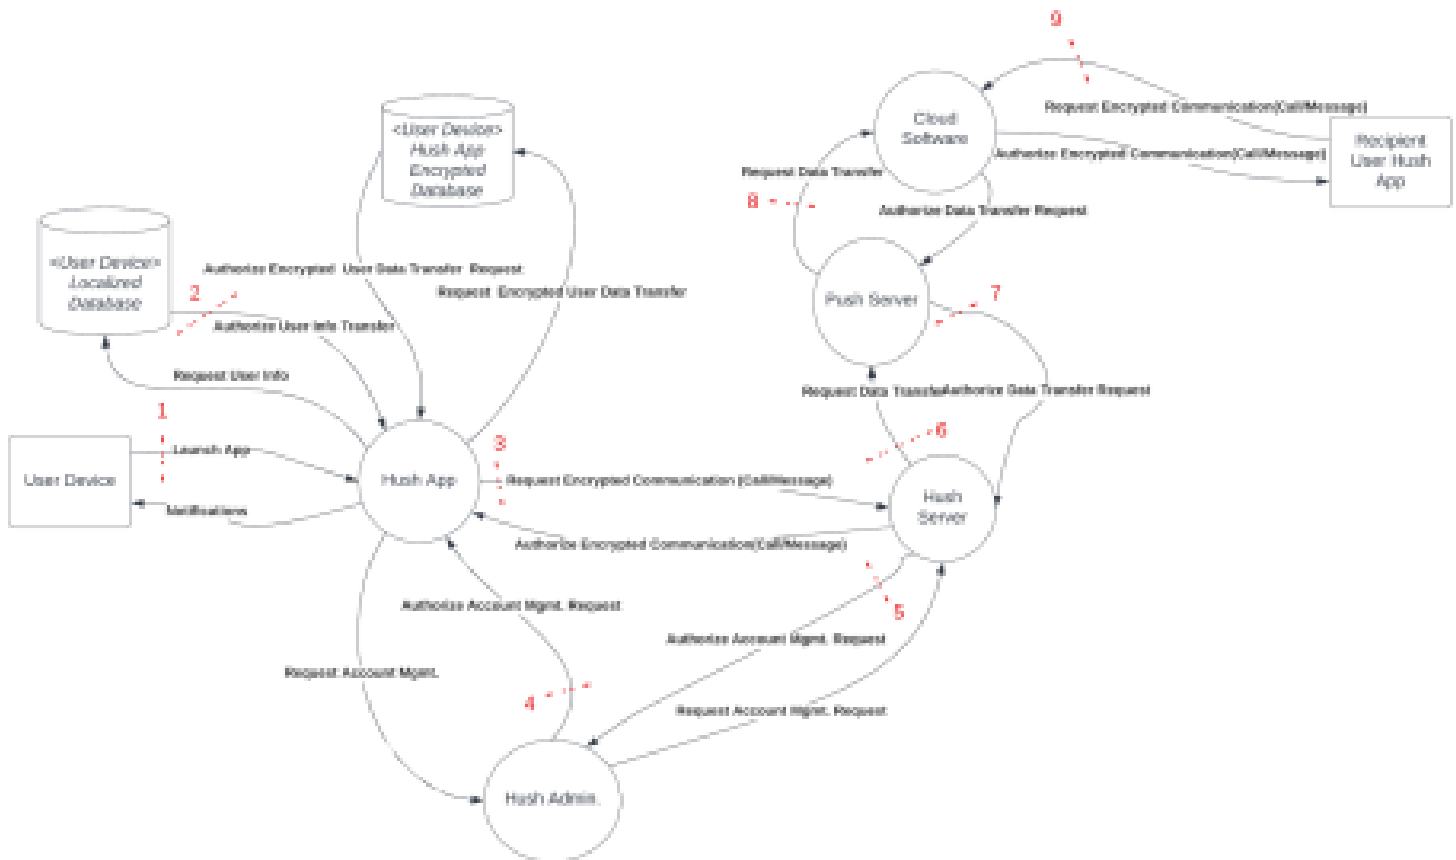 9
Request Encrypted Communication(Call/Message)
<User Device>
Hush App
Encrypted
Database
Cloud
Software
Recipient
User Hush
App
Authorize Encrypted Communication(Call/Message)
Request Data Transfer
8
Authorize Data Transfer Request
<User Device>
Localized
Database
Authorize Encrypted User Data Transfer Request
2
Request Encrypted User Data Transfer
Push Server
7
Authorize User Info Transfer
Request User Info
Request Data Transfer
Authorize Data Transfer Request
1
Launch App
3
6
User Device
Hush App
Request Encrypted Communication (Call/Message)
Hush
Server
Notifications
Authorize Encrypted Communication(Call/Message)
Authorize Account Mgmt. Request
5
Authorize Account Mgmt. Request
Request Account Mgmt.
4
Request Account Mgmt. Request
Hush Admin.